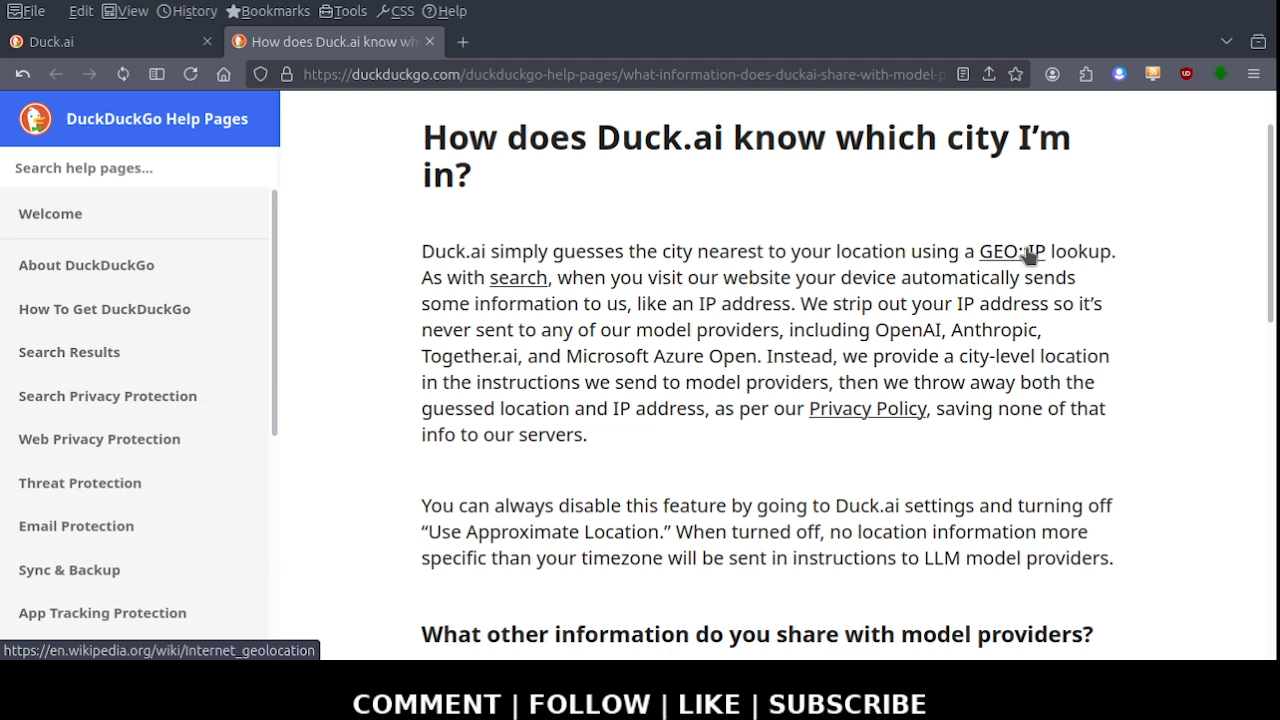 File Edit View History Bookmarks Tools CSS Help
Duck.ai
How does Duck.ai know wh
https://duckduckgo.com/duckduckgo-help-pages/what-information-does-duckai-share-with-model-p
DuckDuckGo Help Pages
Search help pages...
Welcome
About DuckDuckGo
How To Get DuckDuckGo
Search Results
Search Privacy Protection
Web Privacy Protection
Threat Protection
Email Protection
Sync & Backup
App Tracking Protection
How does Duck.ai know which city I’m
in?
Duck.ai simply guesses the city nearest to your location using a GEO::IP lookup.
As with search, when you visit our website your device automatically sends
some information to us, like an IP address. We strip out your IP address so it’s
never sent to any of our model providers, including OpenAI, Anthropic,
Together.ai, and Microsoft Azure Open. Instead, we provide a city-level location
in the instructions we send to model providers, then we throw away both the
guessed location and IP address, as per our Privacy Policy, saving none of that
info to our servers.
You can always disable this feature by going to Duck.ai settings and turning off
“Use Approximate Location.” When turned off, no location information more
specific than your timezone will be sent in instructions to LLM model providers.
What other information do you share with model providers?
https://en.wikipedia.org/wiki/Internet_geolocation
COMMENT | FOLLOW | LIKE | SUBSCRIBE